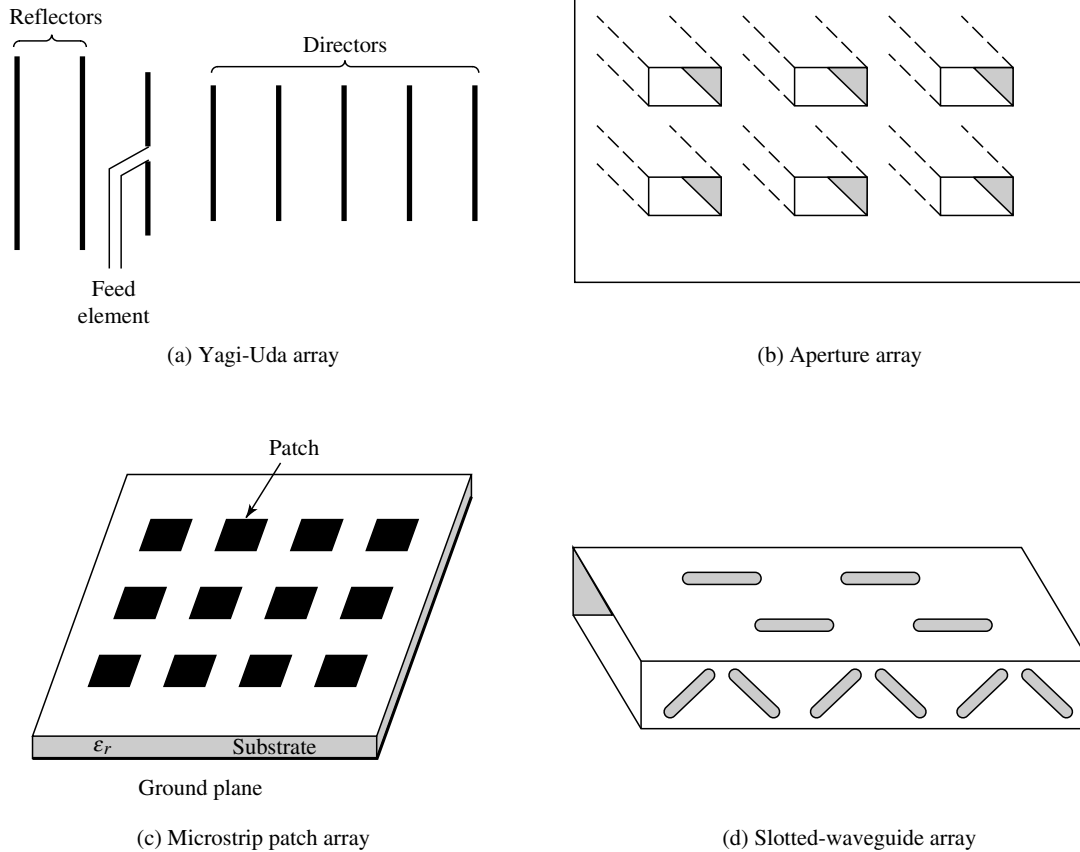 Reflectors
Directors
Feed
element
(a) Yagi-Uda array
(b) Aperture array
Patch
εr
Substrate
Ground plane
(c) Microstrip patch array
(d) Slotted-waveguide array